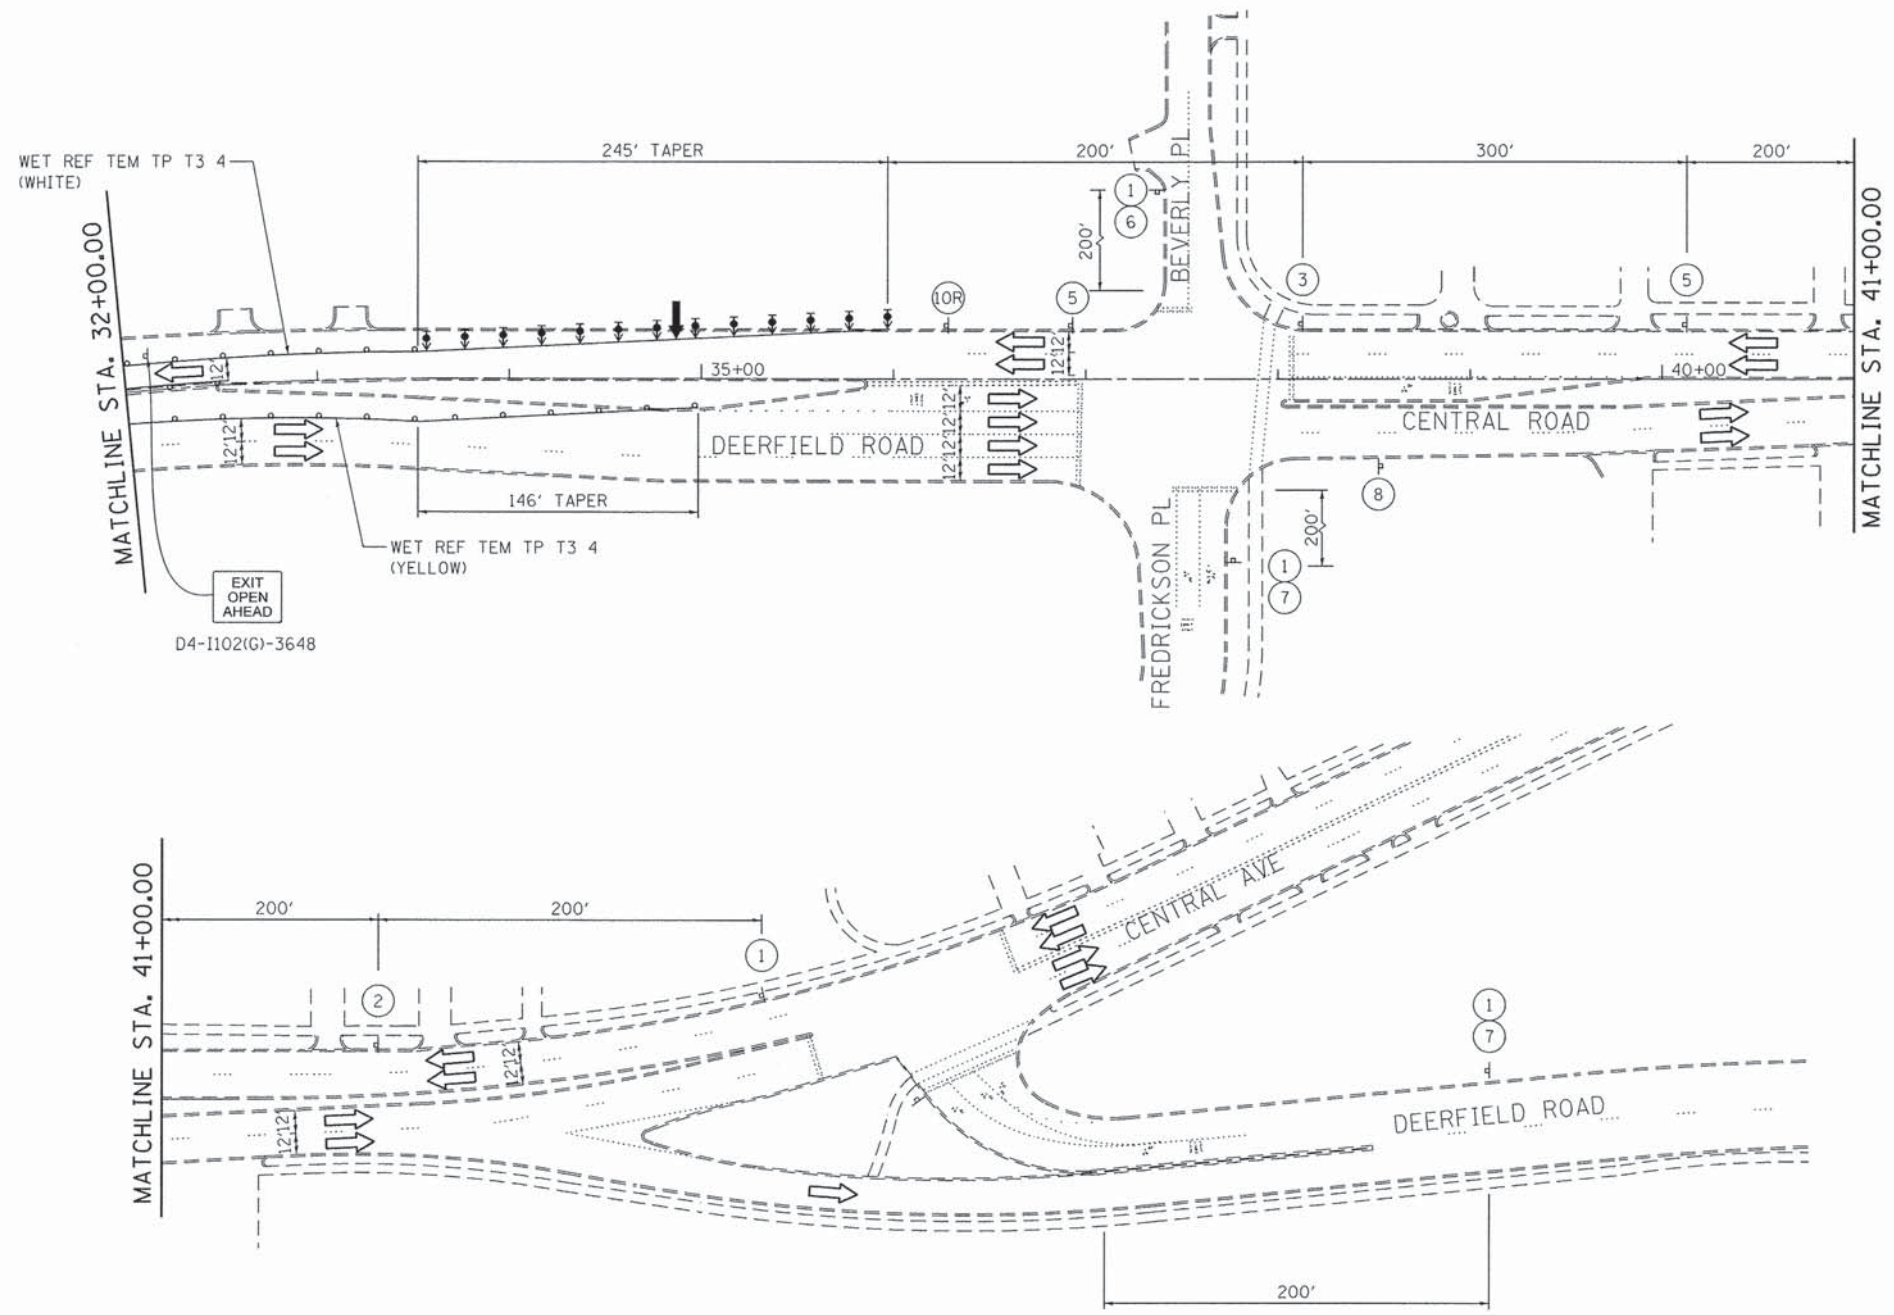 WET REF TEM TP T3 4
(WHITE)
MATCHLINE STA. 32+00.00
245' TAPER
200'
300'
200'
MATCHLINE STA. 41+00.00
1
6
200'
BEVERLY PL
10R
5
3
5
12'
12'12'
35+00
40+00
12'12'
12'12'12'12'
DEERFIELD ROAD
CENTRAL ROAD
146' TAPER
8
WET REF TEM TP T3 4
(YELLOW)
FREDRICKSON PL
200'
1
7
EXIT
OPEN
AHEAD
D4-I102(G)-3648
MATCHLINE STA. 41+00.00
200'
200'
1
2
12'12'
12'12'
CENTRAL AVE
1
7
DEERFIELD ROAD
200'